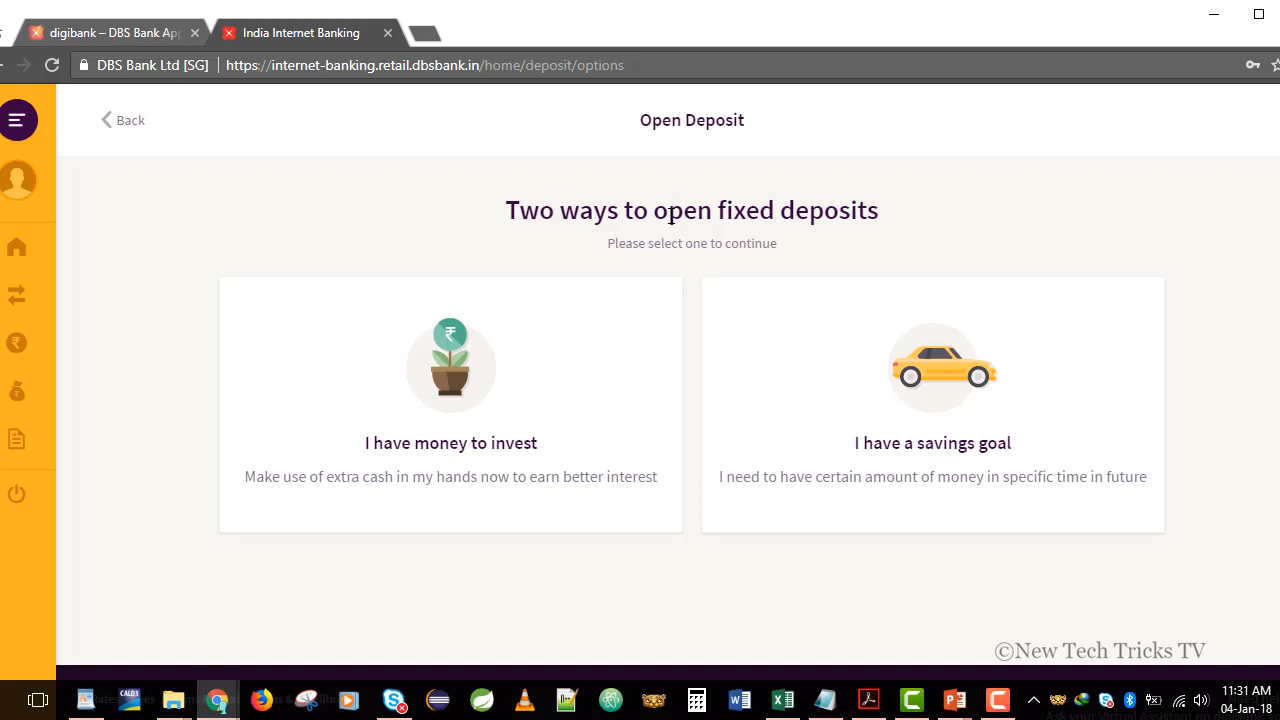 digibank – DBS Bank App
India Internet Banking
DBS Bank Ltd [SG]
https://internet-banking.retail.dbsbank.in/home/deposit/options
Back
Open Deposit
Two ways to open fixed deposits
Please select one to continue
I have money to invest
I have a savings goal
Make use of extra cash in my hands now to earn better interest
I need to have certain amount of money in specific time in future
©New Tech Tricks TV
CALD3
11:31 AM
04-Jan-18